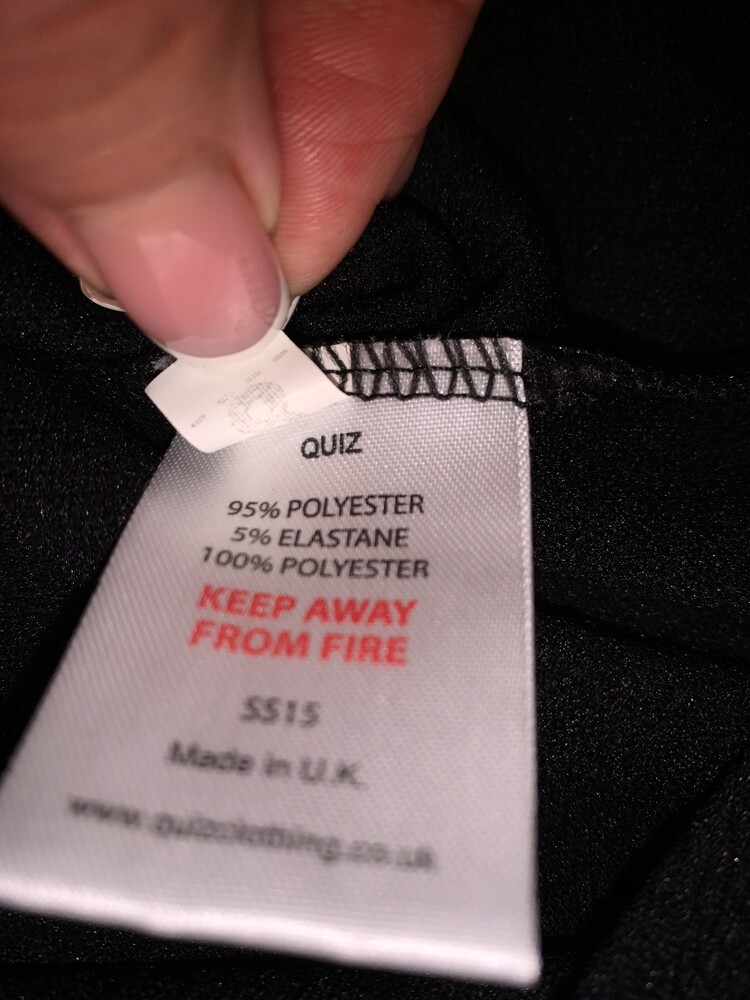 QUIZ
95% POLYESTER
5% ELASTANE
100% POLYESTER
KEEP AWAY
FROM FIRE
SS15
Made in U.K.
www.quizclothing.co.uk